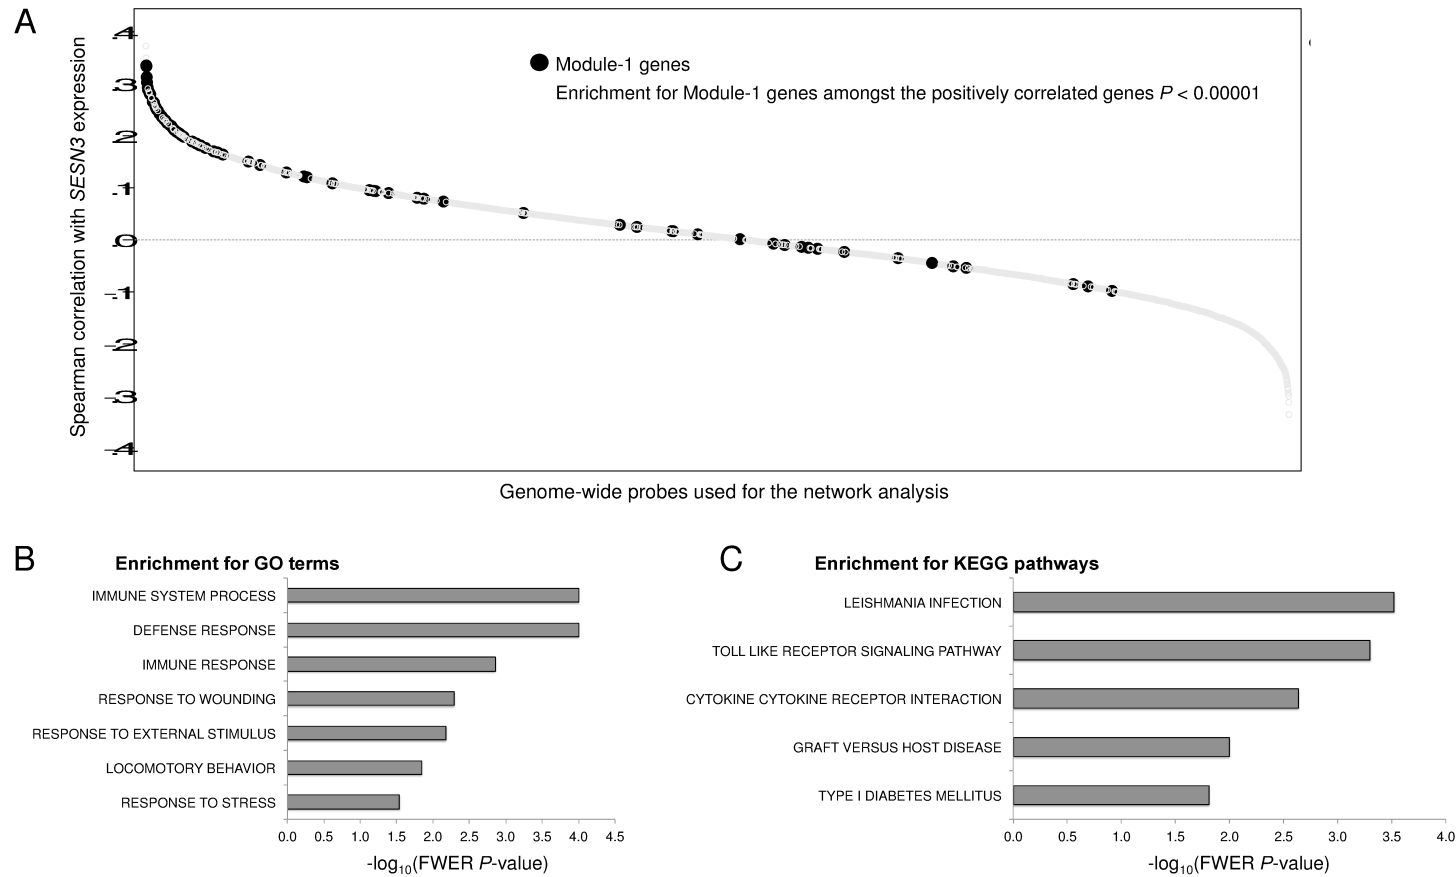 A
.4
.3
.2
.1
.0
-.1
-.2
-.3
-.4
Spearman correlation with SESN3 expression
Module-1 genes
Enrichment for Module-1 genes amongst the positively correlated genes P < 0.00001
Genome-wide probes used for the network analysis
B
Enrichment for GO terms
IMMUNE SYSTEM PROCESS
DEFENSE RESPONSE
IMMUNE RESPONSE
RESPONSE TO WOUNDING
RESPONSE TO EXTERNAL STIMULUS
LOCOMOTORY BEHAVIOR
RESPONSE TO STRESS
0.0 0.5 1.0 1.5 2.0 2.5 3.0 3.5 4.0 4.5
-log10(FWER P-value)
C
Enrichment for KEGG pathways
LEISHMANIA INFECTION
TOLL LIKE RECEPTOR SIGNALING PATHWAY
CYTOKINE CYTOKINE RECEPTOR INTERACTION
GRAFT VERSUS HOST DISEASE
TYPE I DIABETES MELLITUS
0.0 0.5 1.0 1.5 2.0 2.5 3.0 3.5 4.0
-log10(FWER P-value)